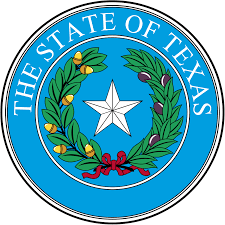 THE STATE OF TEXAS